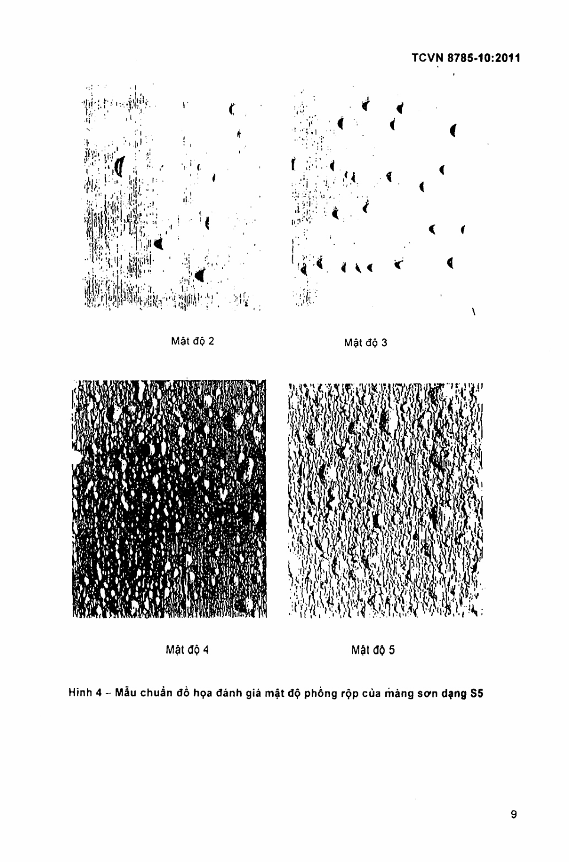 TCVN 8785-10:2011
Mật độ 2
Mật độ 3
Mật độ 4
Mật độ 5
Hình 4 – Mẫu chuẩn đồ họa đánh giá mật độ phồng rộp của màng sơn dạng S5
9